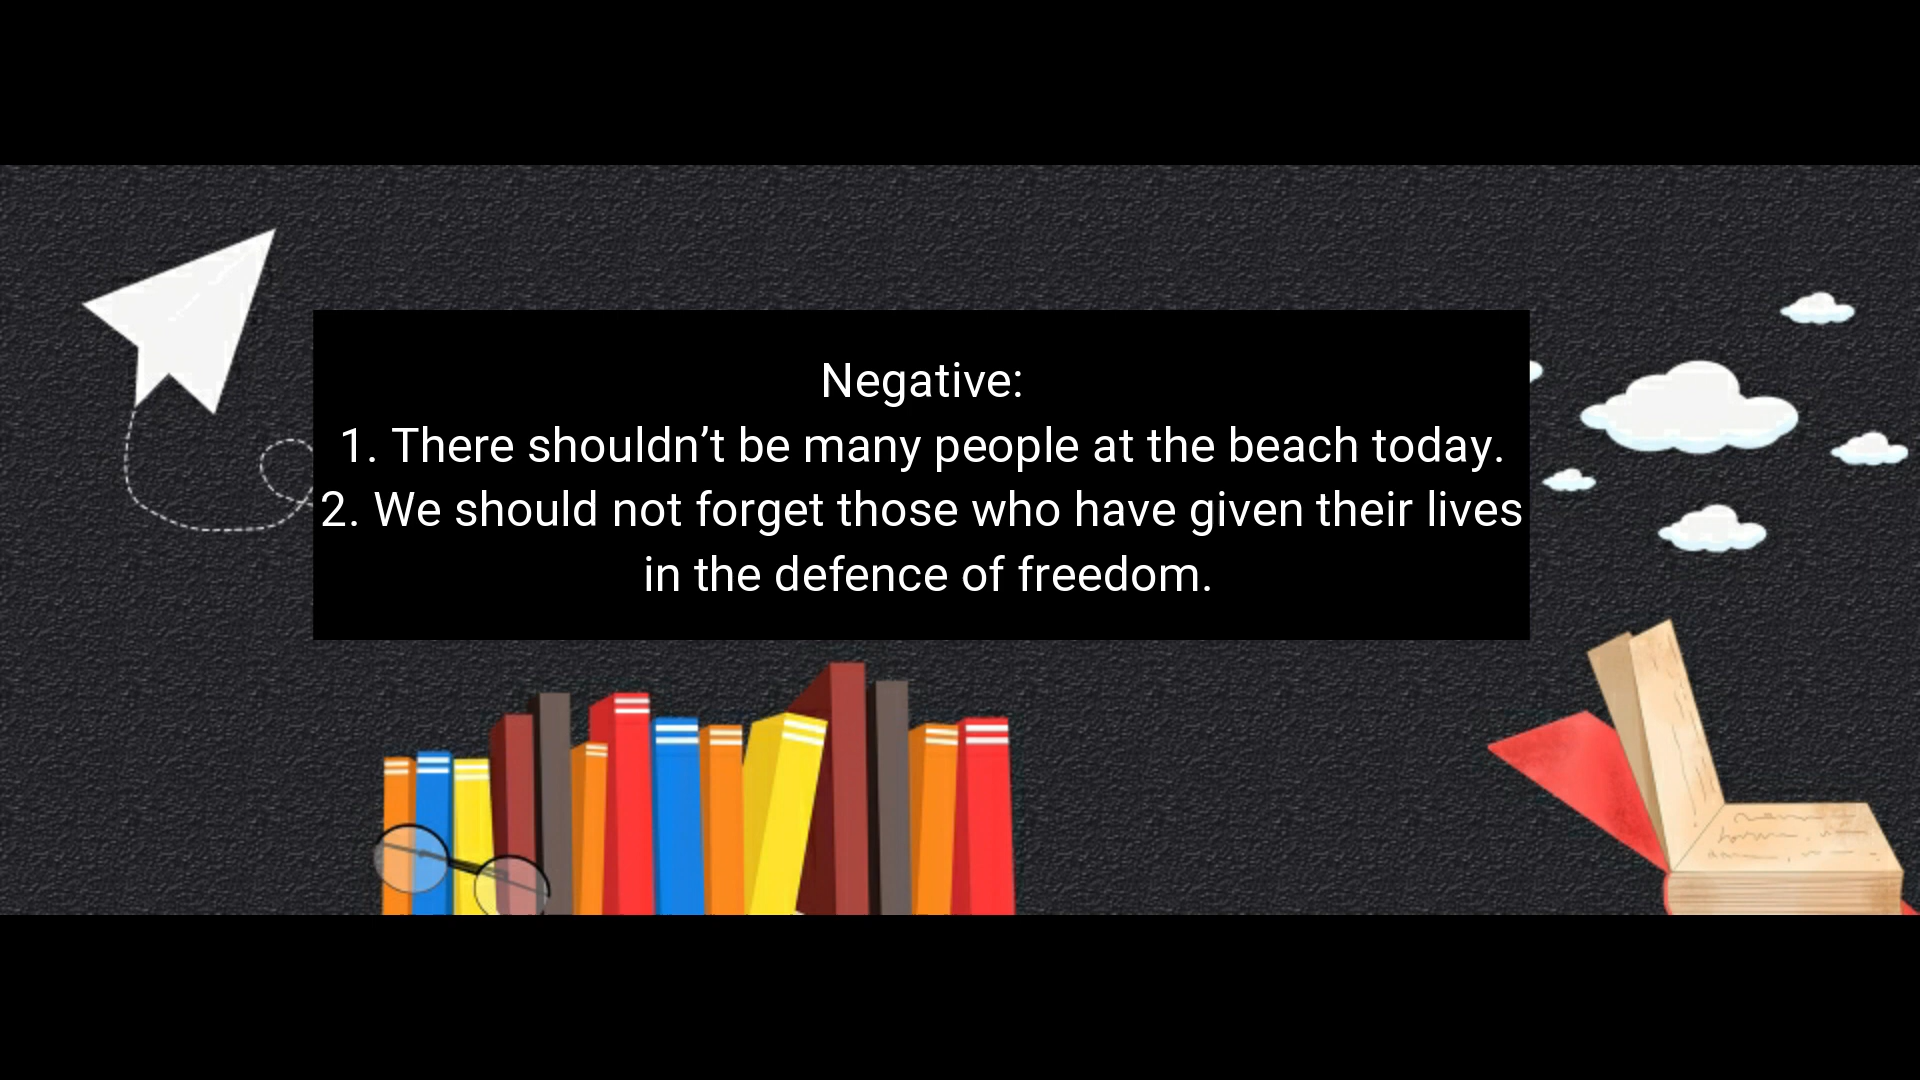 Negative:
1. There shouldn’t be many people at the beach today.
2. We should not forget those who have given their lives
in the defence of freedom.